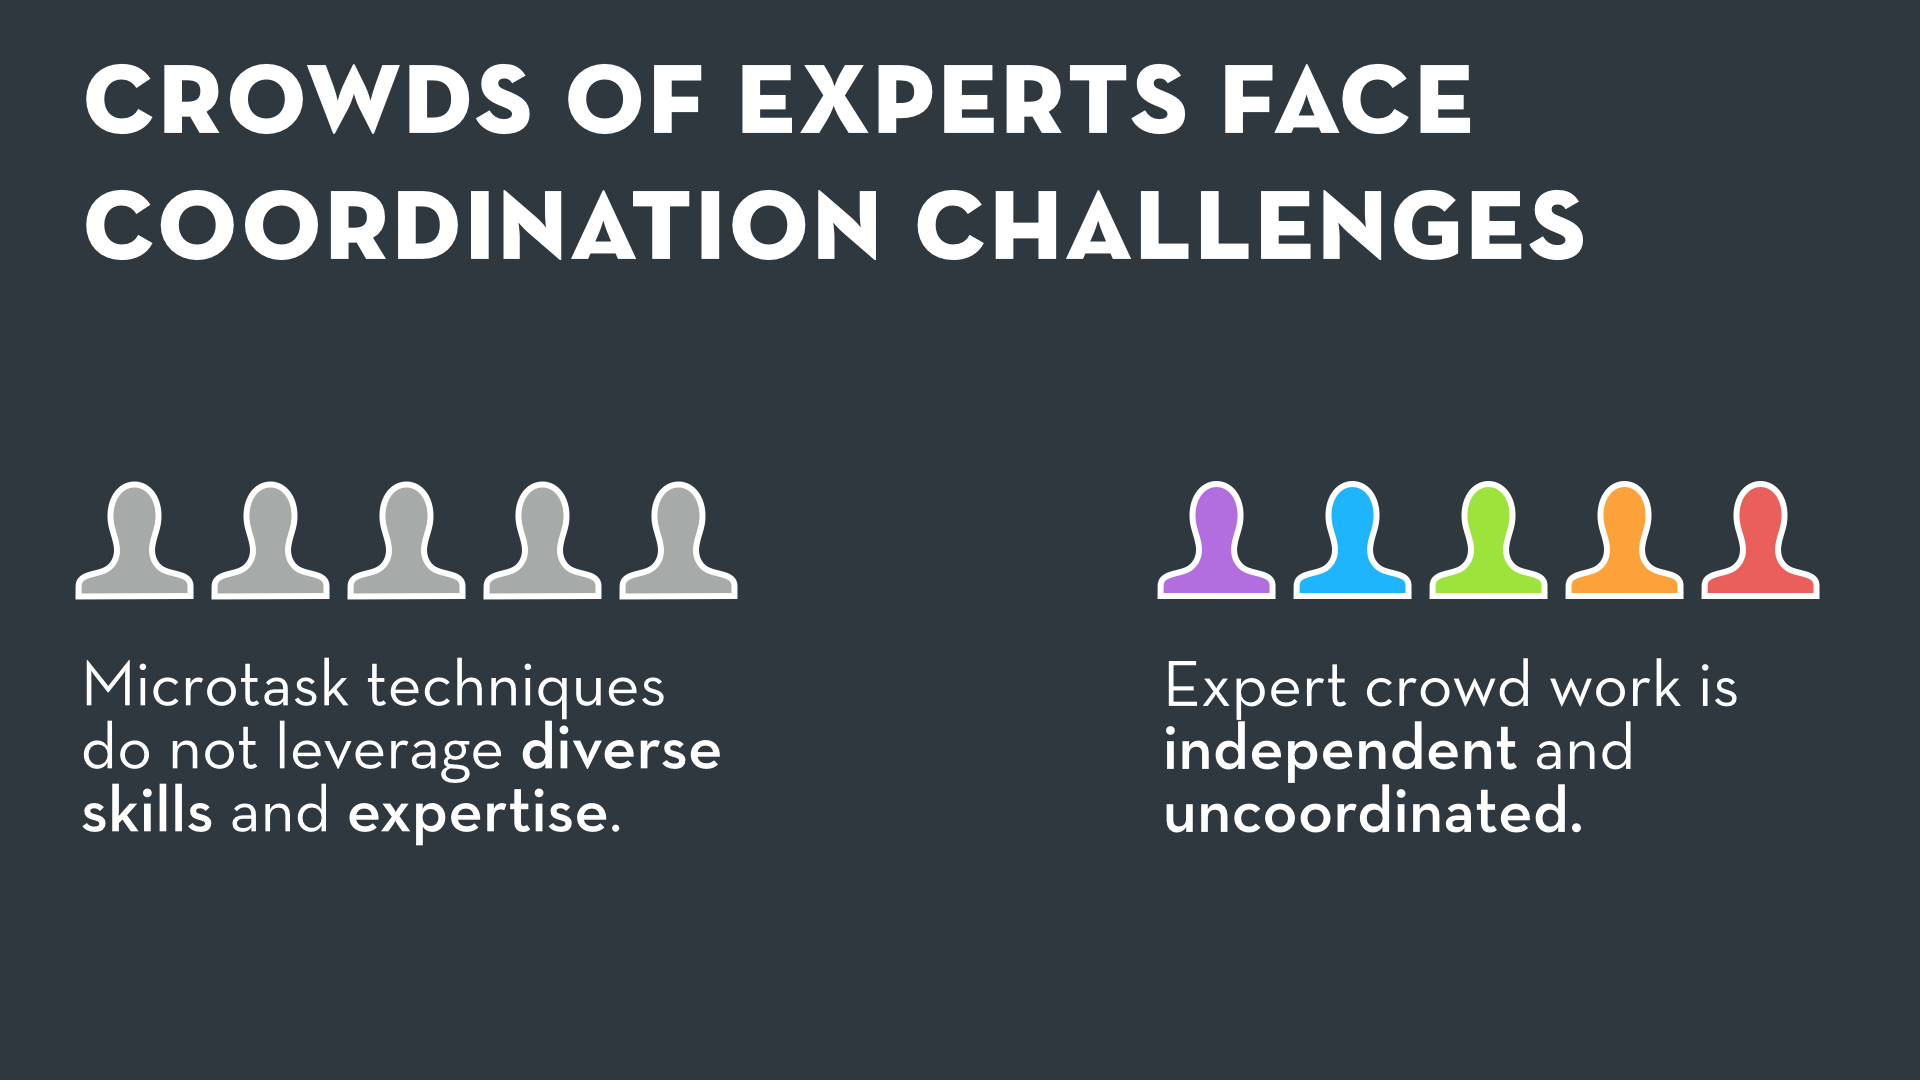 CROWDS OF EXPERTS FACE
COORDINATION CHALLENGES
Microtask techniques
do not leverage diverse
skills and expertise.
Expert crowd work is
independent and
uncoordinated.